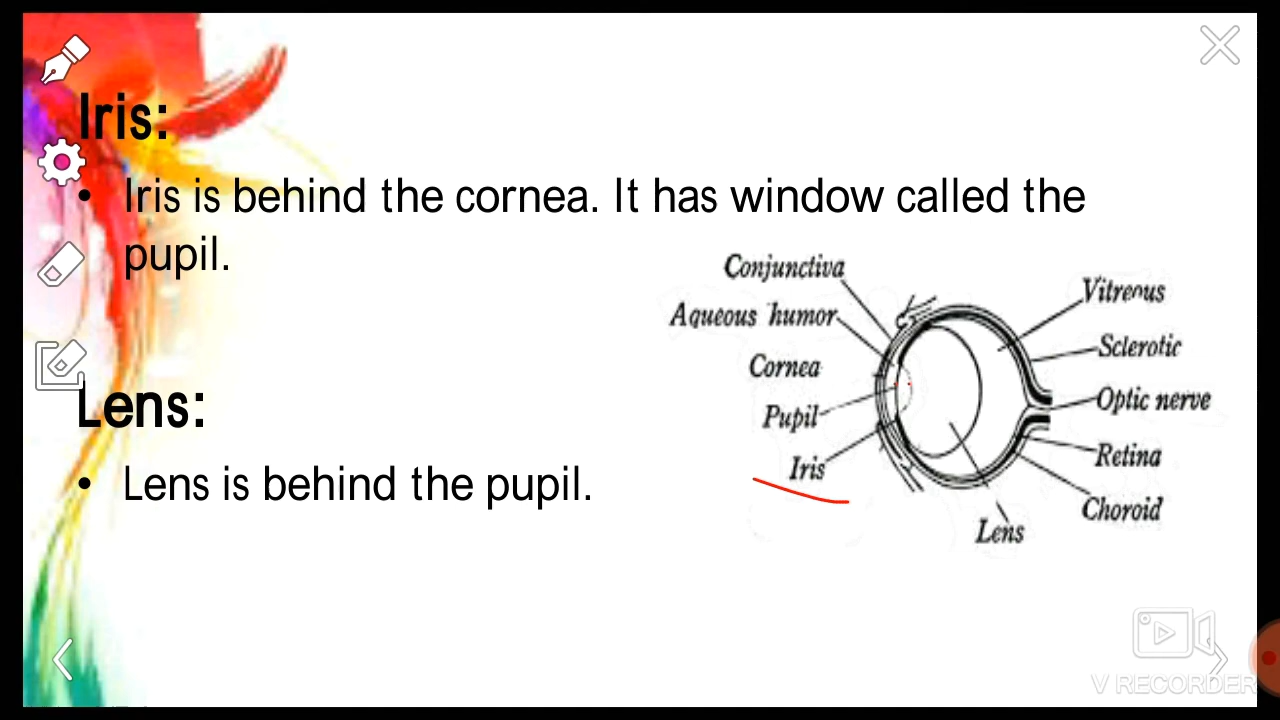 Iris:
• Iris is behind the cornea. It has window called the
pupil.
Conjunctiva
Aqueous humor
Cornea
Pupil
Iris
Vitreous
Sclerotic
Optic nerve
Retina
Choroid
Lens
Lens:
• Lens is behind the pupil.
V RECORDER